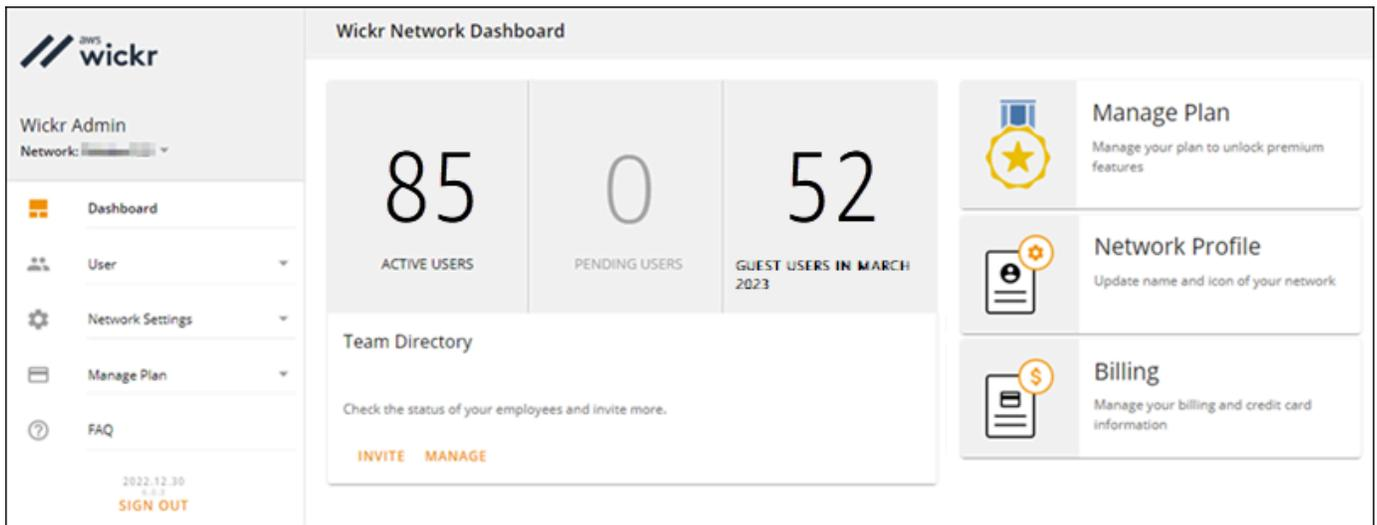 aws
wickr
Wickr Admin
Network:
Dashboard
User
Network Settings
Manage Plan
FAQ
2022.12.30
6.0.3
SIGN OUT
Wickr Network Dashboard
85
ACTIVE USERS
0
PENDING USERS
52
GUEST USERS IN MARCH
2023
Team Directory
Check the status of your employees and invite more.
INVITE MANAGE
Manage Plan
Manage your plan to unlock premium
features
Network Profile
Update name and icon of your network
$
Billing
Manage your billing and credit card
information